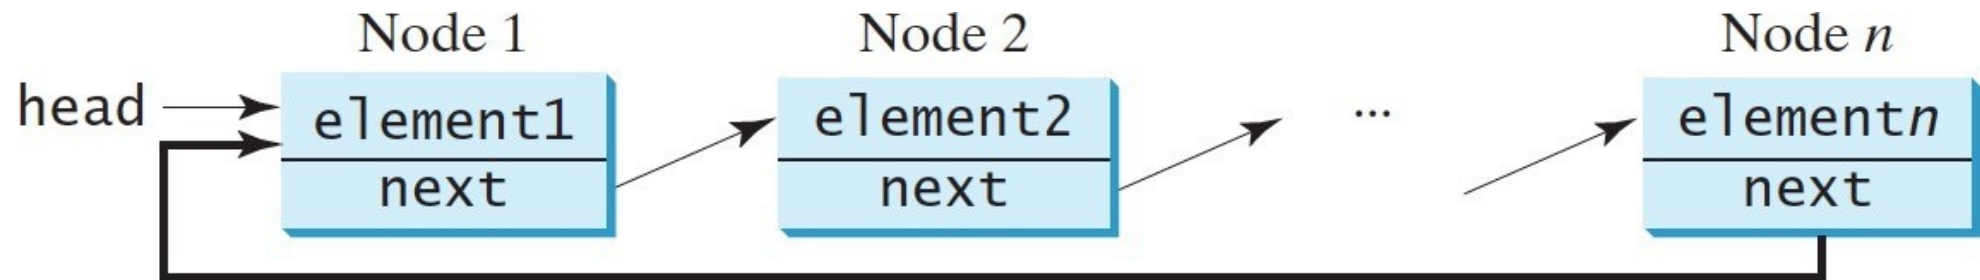 Node 1 Node 2 Node n
head element1 element2 ... elementn
next next next